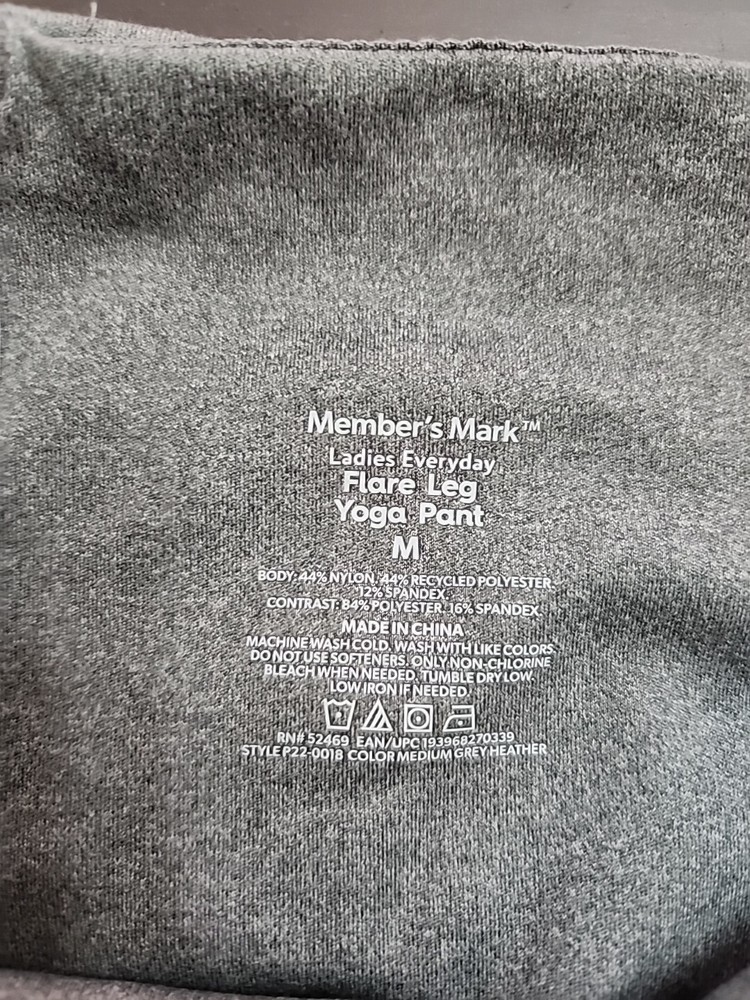 Member's Mark™
Ladies Everyday
Flare Leg
Yoga Pant
M
BODY: 44% NYLON. 44% RECYCLED POLYESTER.
12% SPANDEX.
CONTRAST: 84% POLYESTER. 16% SPANDEX.
MADE IN CHINA
MACHINE WASH COLD. WASH WITH LIKE COLORS.
DO NOT USE SOFTENERS. ONLY NON-CHLORINE
BLEACH WHEN NEEDED. TUMBLE DRY LOW.
LOW IRON IF NEEDED.
RN# 52469 EAN/UPC 193968270339
STYLE P22-0018 COLOR MEDIUM GREY HEATHER